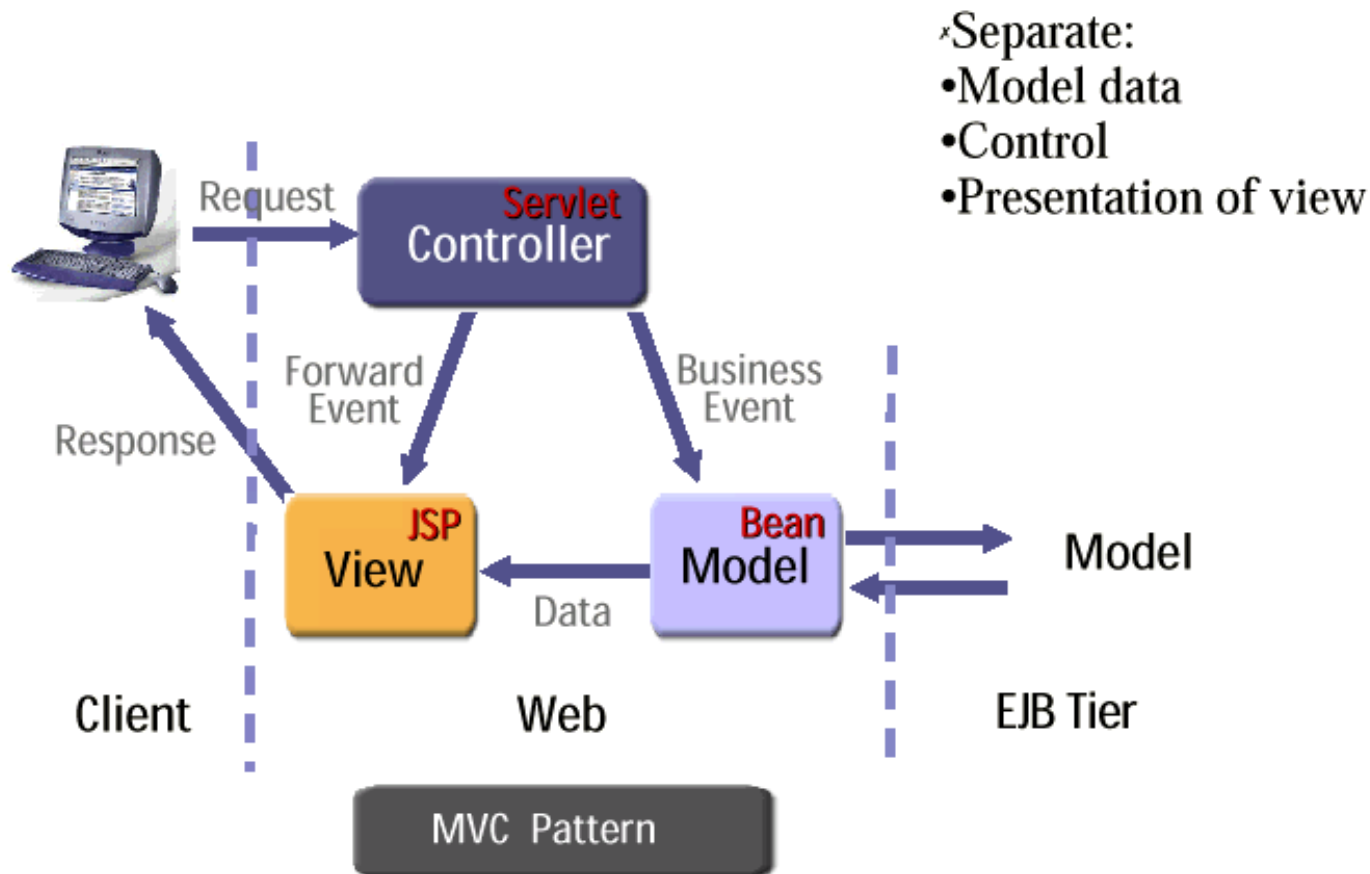 ✗Separate:
•Model data
•Control
•Presentation of view
Request
Servlet
Controller
Forward
Event
Business
Event
Response
JSP
View
Bean
Model
Data
Model
Client
Web
EJB Tier
MVC Pattern